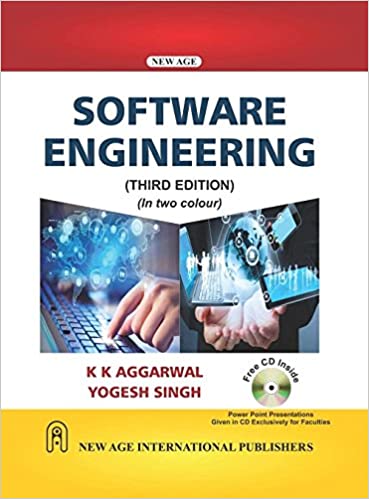 NEW AGE
SOFTWARE
ENGINEERING
(THIRD EDITION)
(In two colour)
K K AGGARWAL
YOGESH SINGH
Free CD Inside
Power Point Presentations
Given in CD Exclusively for Faculties
NEW AGE INTERNATIONAL PUBLISHERS